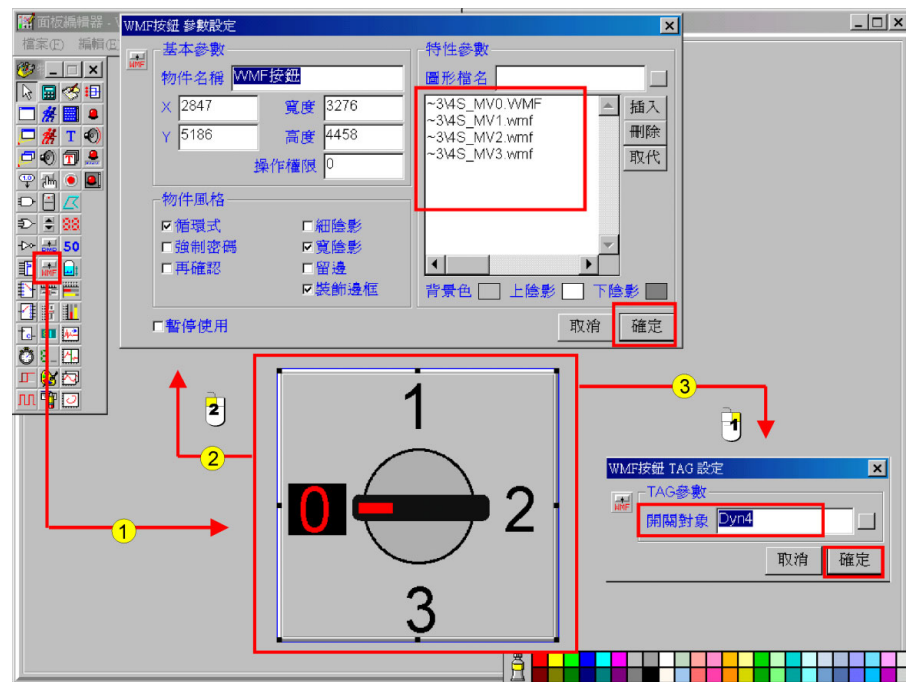 面板編輯器 - V
檔案(F) 編輯(E
WMF按鈕 參數設定
基本參數
物件名稱 WMF按鈕
X 2847 寬度 3276
Y 5186 高度 4458
操作權限 0
物件風格
循環式 細陰影
強制密碼 寬陰影
再確認 留邊
裝飾邊框
暫停使用
特性參數
圖形檔名
~3\4S_MV0.WMF
~3\4S_MV1.wmf
~3\4S_MV2.wmf
~3\4S_MV3.wmf
插入
刪除
取代
背景色 上陰影 下陰影
取消 確定
T
1.0
88
50
WMF
1
2
2
3
1
1
0
2
3
WMF按鈕 TAG 設定
TAG參數
WMF
開關對象 Dyn4
取消 確定